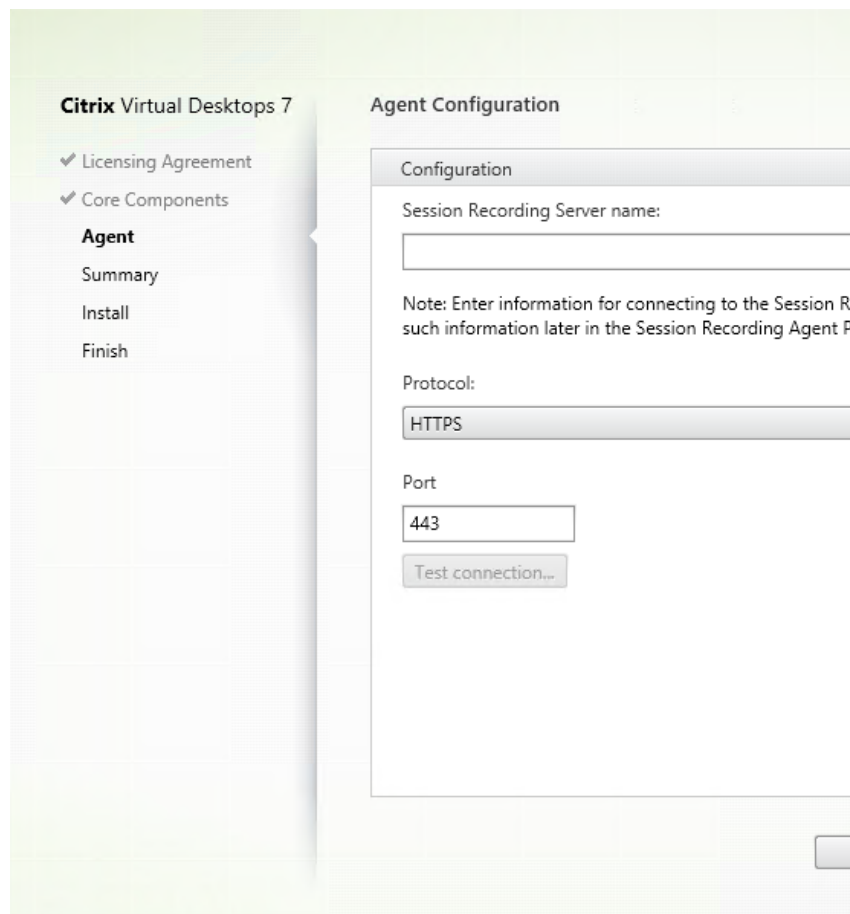 Citrix Virtual Desktops 7
Licensing Agreement
Core Components
Agent
Summary
Install
Finish
Agent Configuration
Configuration
Session Recording Server name:
Note: Enter information for connecting to the Session
such information later in the Session Recording Agent
Protocol:
HTTPS
Port
443
Test connection...